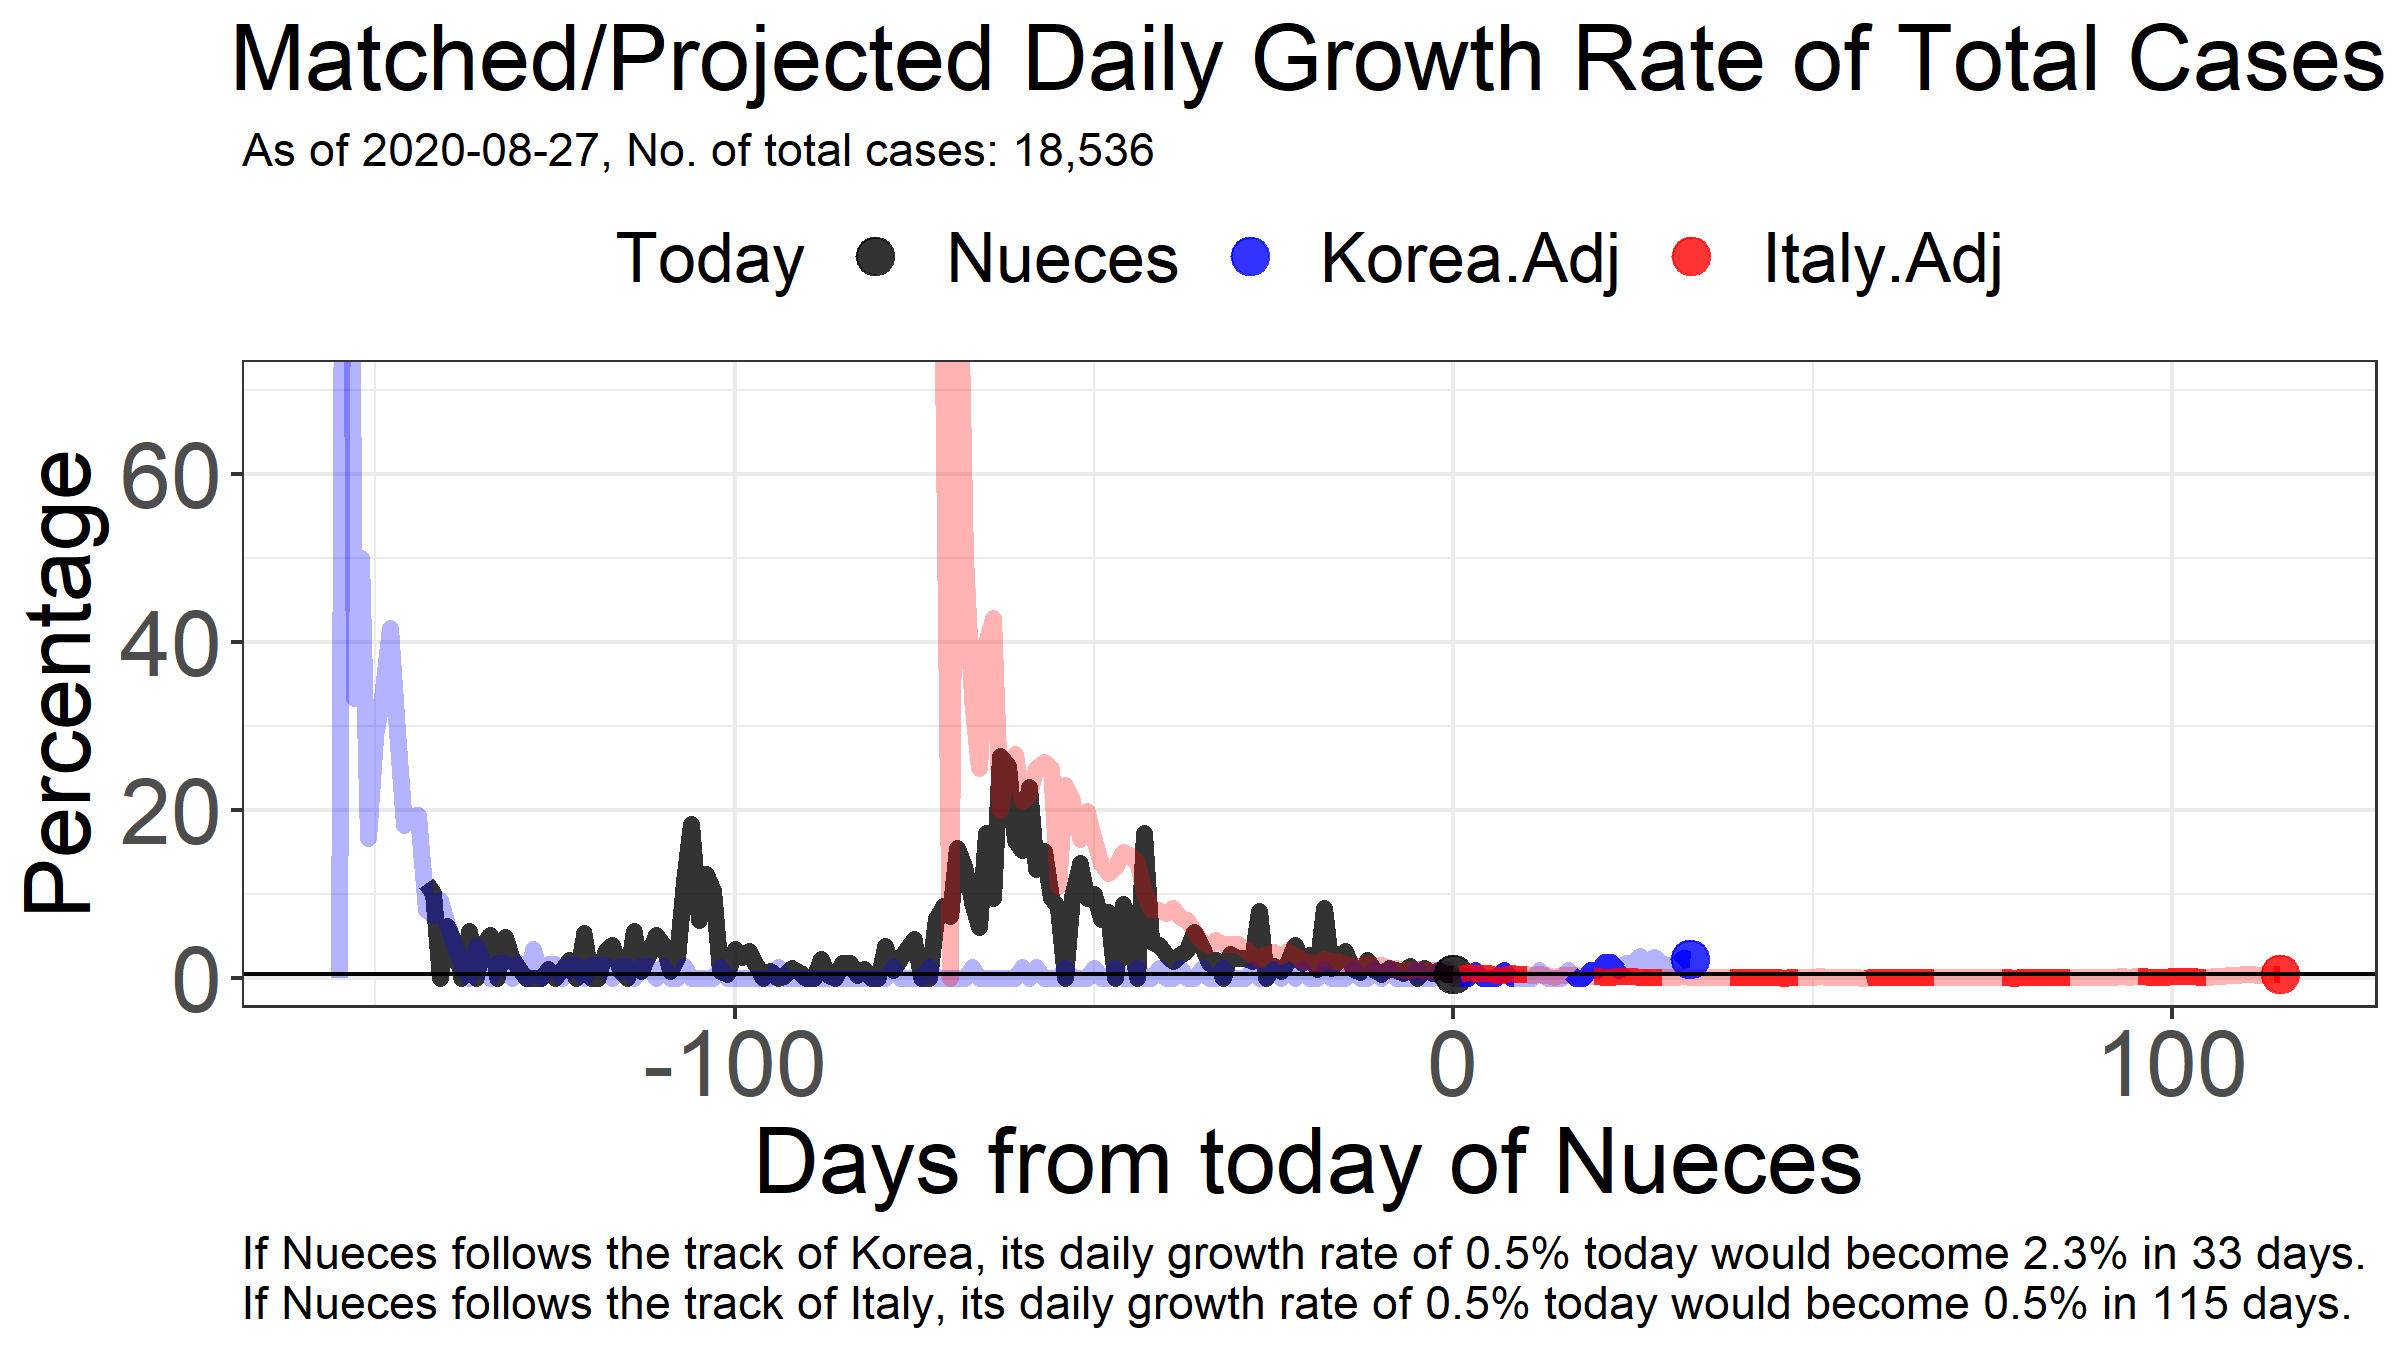 Matched/Projected Daily Growth Rate of Total Cases
As of 2020-08-27, No. of total cases: 18,536
Today Nueces Korea.Adj Italy.Adj
Percentage
60
40
20
0
-100 0 100
Days from today of Nueces
If Nueces follows the track of Korea, its daily growth rate of 0.5% today would become 2.3% in 33 days.
If Nueces follows the track of Italy, its daily growth rate of 0.5% today would become 0.5% in 115 days.